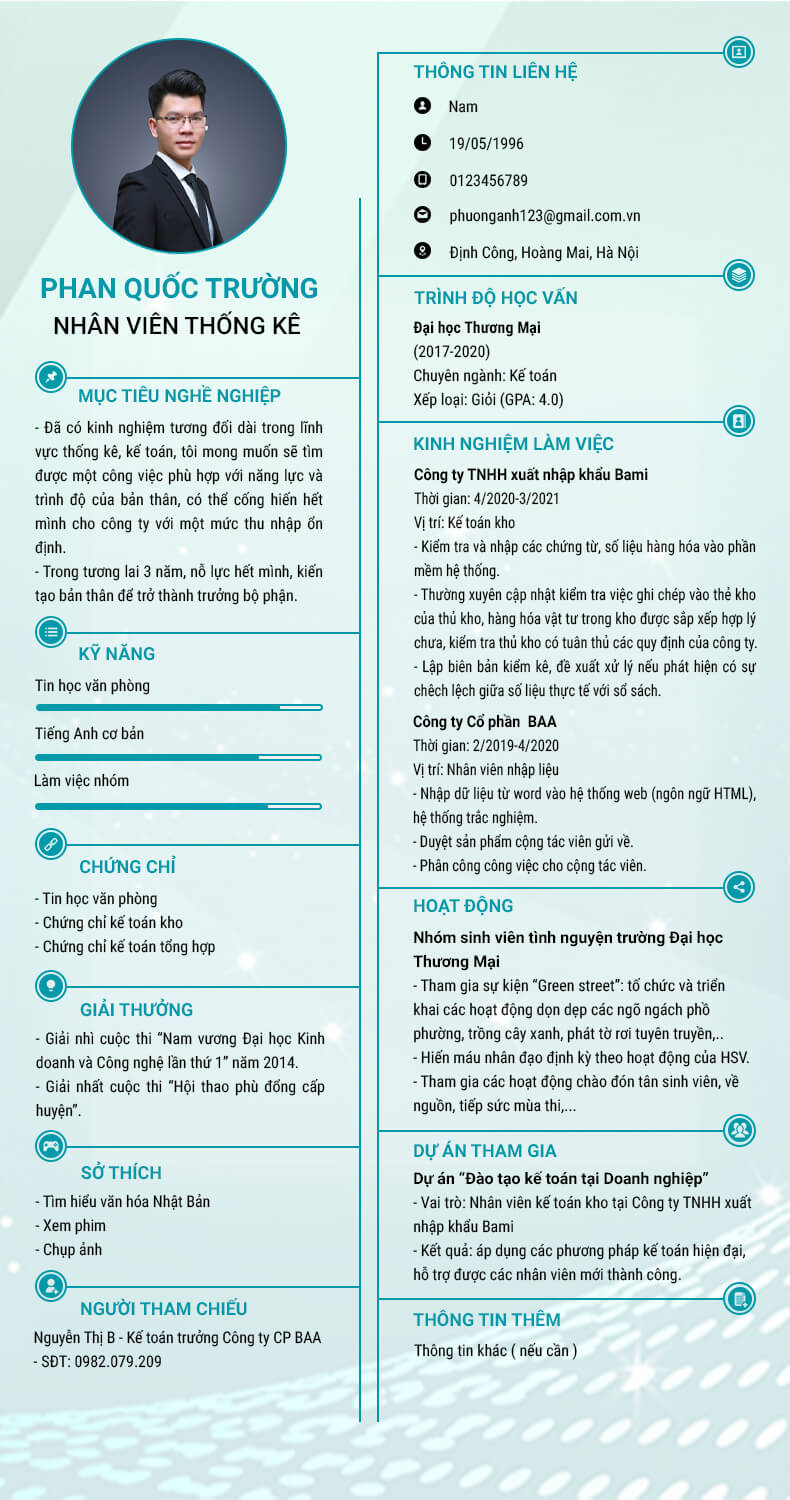 PHAN QUỐC TRƯỜNG
NHÂN VIÊN THỐNG KÊ
MỤC TIÊU NGHỀ NGHIỆP
- Đã có kinh nghiệm tương đối dài trong lĩnh
vực thống kê, kế toán, tôi mong muốn sẽ tìm
được một công việc phù hợp với năng lực và
trình độ của bản thân, có thể cống hiến hết
mình cho công ty với một mức thu nhập ổn
định.
- Trong tương lai 3 năm, nỗ lực hết mình, kiến
tạo bản thân để trở thành trưởng bộ phận.
KỸ NĂNG
Tin học văn phòng
Tiếng Anh cơ bản
Làm việc nhóm
CHỨNG CHỈ
- Tin học văn phòng
- Chứng chỉ kế toán kho
- Chứng chỉ kế toán tổng hợp
GIẢI THƯỞNG
- Giải nhì cuộc thi “Nam vương Đại học Kinh
doanh và Công nghệ lần thứ 1” năm 2014.
- Giải nhất cuộc thi “Hội thao phù đổng cấp
huyện”.
SỞ THÍCH
- Tìm hiểu văn hóa Nhật Bản
- Xem phim
- Chụp ảnh
NGƯỜI THAM CHIẾU
Nguyễn Thị B - Kế toán trưởng Công ty CP BAA
- SĐT: 0982.079.209
THÔNG TIN LIÊN HỆ
Nam
19/05/1996
0123456789
phuonganh123@gmail.com.vn
Định Công, Hoàng Mai, Hà Nội
TRÌNH ĐỘ HỌC VẤN
Đại học Thương Mại
(2017-2020)
Chuyên ngành: Kế toán
Xếp loại: Giỏi (GPA: 4.0)
KINH NGHIỆM LÀM VIỆC
Công ty TNHH xuất nhập khẩu Bami
Thời gian: 4/2020-3/2021
Vị trí: Kế toán kho
- Kiểm tra và nhập các chứng từ, số liệu hàng hóa vào phần
mềm hệ thống.
- Thường xuyên cập nhật kiểm tra việc ghi chép vào thẻ kho
của thủ kho, hàng hóa vật tư trong kho được sắp xếp hợp lý
chưa, kiểm tra thủ kho có tuân thủ các quy định của công ty.
- Lập biên bản kiểm kê, đề xuất xử lý nếu phát hiện có sự
chêch lệch giữa số liệu thực tế với sổ sách.
Công ty Cổ phần BAA
Thời gian: 2/2019-4/2020
Vị trí: Nhân viên nhập liệu
- Nhập dữ liệu từ word vào hệ thống web (ngôn ngữ HTML),
hệ thống trắc nghiệm.
- Duyệt sản phẩm cộng tác viên gửi về.
- Phân công công việc cho cộng tác viên.
HOẠT ĐỘNG
Nhóm sinh viên tình nguyện trường Đại học
Thương Mại
- Tham gia sự kiện “Green street”: tổ chức và triển
khai các hoạt động dọn dẹp các ngõ ngách phồ
phường, trồng cây xanh, phát tờ rơi tuyên truyền,..
- Hiến máu nhân đạo định kỳ theo hoạt động của HSV.
- Tham gia các hoạt động chào đón tân sinh viên, về
nguồn, tiếp sức mùa thi,...
DỰ ÁN THAM GIA
Dự án “Đào tạo kế toán tại Doanh nghiệp”
- Vai trò: Nhân viên kế toán kho tại Công ty TNHH xuất
nhập khẩu Bami
- Kết quả: áp dụng các phương pháp kế toán hiện đại,
hỗ trợ được các nhân viên mới thành công.
THÔNG TIN THÊM
Thông tin khác ( nếu cần )